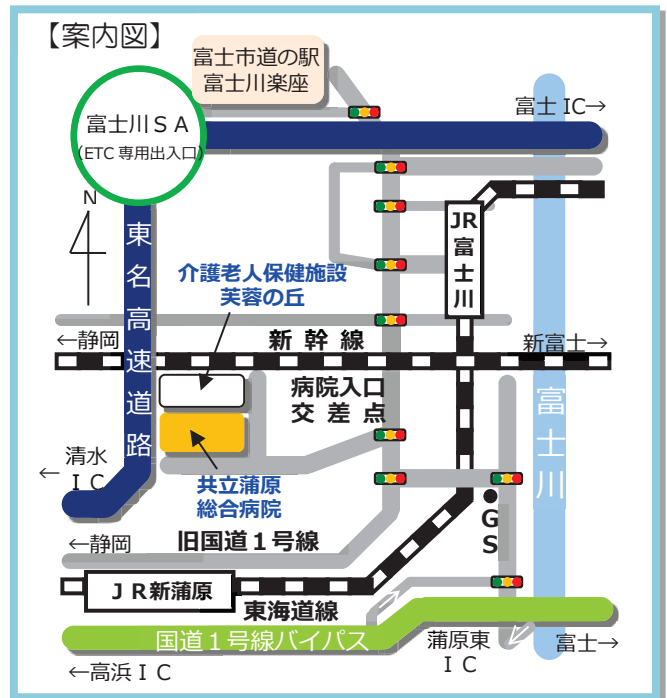 【案内図】
富士市道の駅
富士川楽座
富士川ＳＡ
(ETC 専用出入口)
富士 IC→
N
東名高速道路
JR富士川
介護老人保健施設
芙蓉の丘
←静岡
新幹線
新富士→
病院入口
交差点
富士川
←
清水
ＩＣ
共立蒲原
総合病院
●GS
←静岡
旧国道１号線
ＪＲ新蒲原
東海道線
国道１号線バイパス
蒲原東
ＩＣ
富士→
←高浜ＩＣ